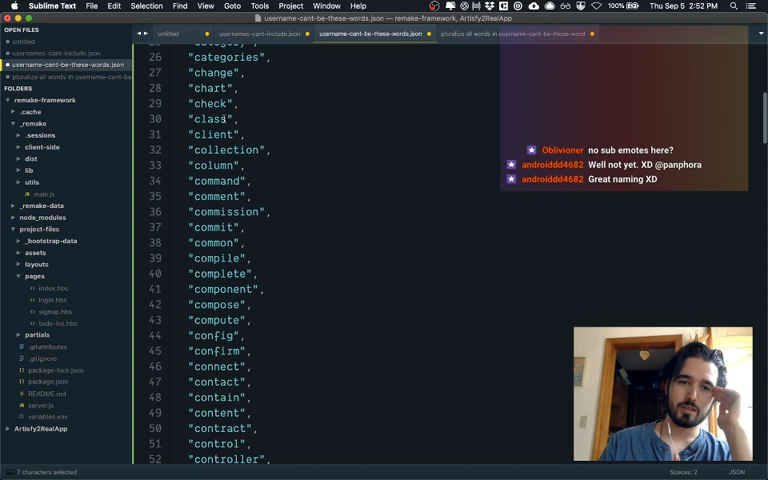 Sublime Text File Edit Selection Find View Goto Tools Project Window Help 100% Thu Sep 5 2:52 PM
username-cant-be-these-words.json — remake-framework, Artisfy2RealApp
OPEN FILES
untitled
usernames-cant-include.json
username-cant-be-these-words.json
pluralize all words in username-cant-be
FOLDERS
remake-framework
.cache
_remake
.sessions
client-side
dist
lib
utils
main.js
_remake-data
node_modules
project-files
_bootstrap-data
assets
layouts
pages
index.hbs
login.hbs
signup.hbs
todo-list.hbs
partials
.gitattributes
.gitignore
package-lock.json
package.json
README.md
server.js
variables.env
Artisfy2RealApp
untitled
usernames-cant-include.json
username-cant-be-these-words.json
pluralize all words in username-cant-be-these-word
25 "category",
26 "categories",
27 "change",
28 "chart",
29 "check",
30 "class",
31 "client",
32 "collection",
33 "column",
34 "command",
35 "comment",
36 "commission",
37 "commit",
38 "common",
39 "compile",
40 "complete",
41 "component",
42 "compose",
43 "compute",
44 "config",
45 "confirm",
46 "connect",
47 "contact",
48 "contain",
49 "content",
50 "contract",
51 "control",
52 "controller",
Oblivioner no sub emotes here?
androiddd4682 Well not yet. XD @panphora
androiddd4682 Great naming XD
7 characters selected
Spaces: 2
JSON